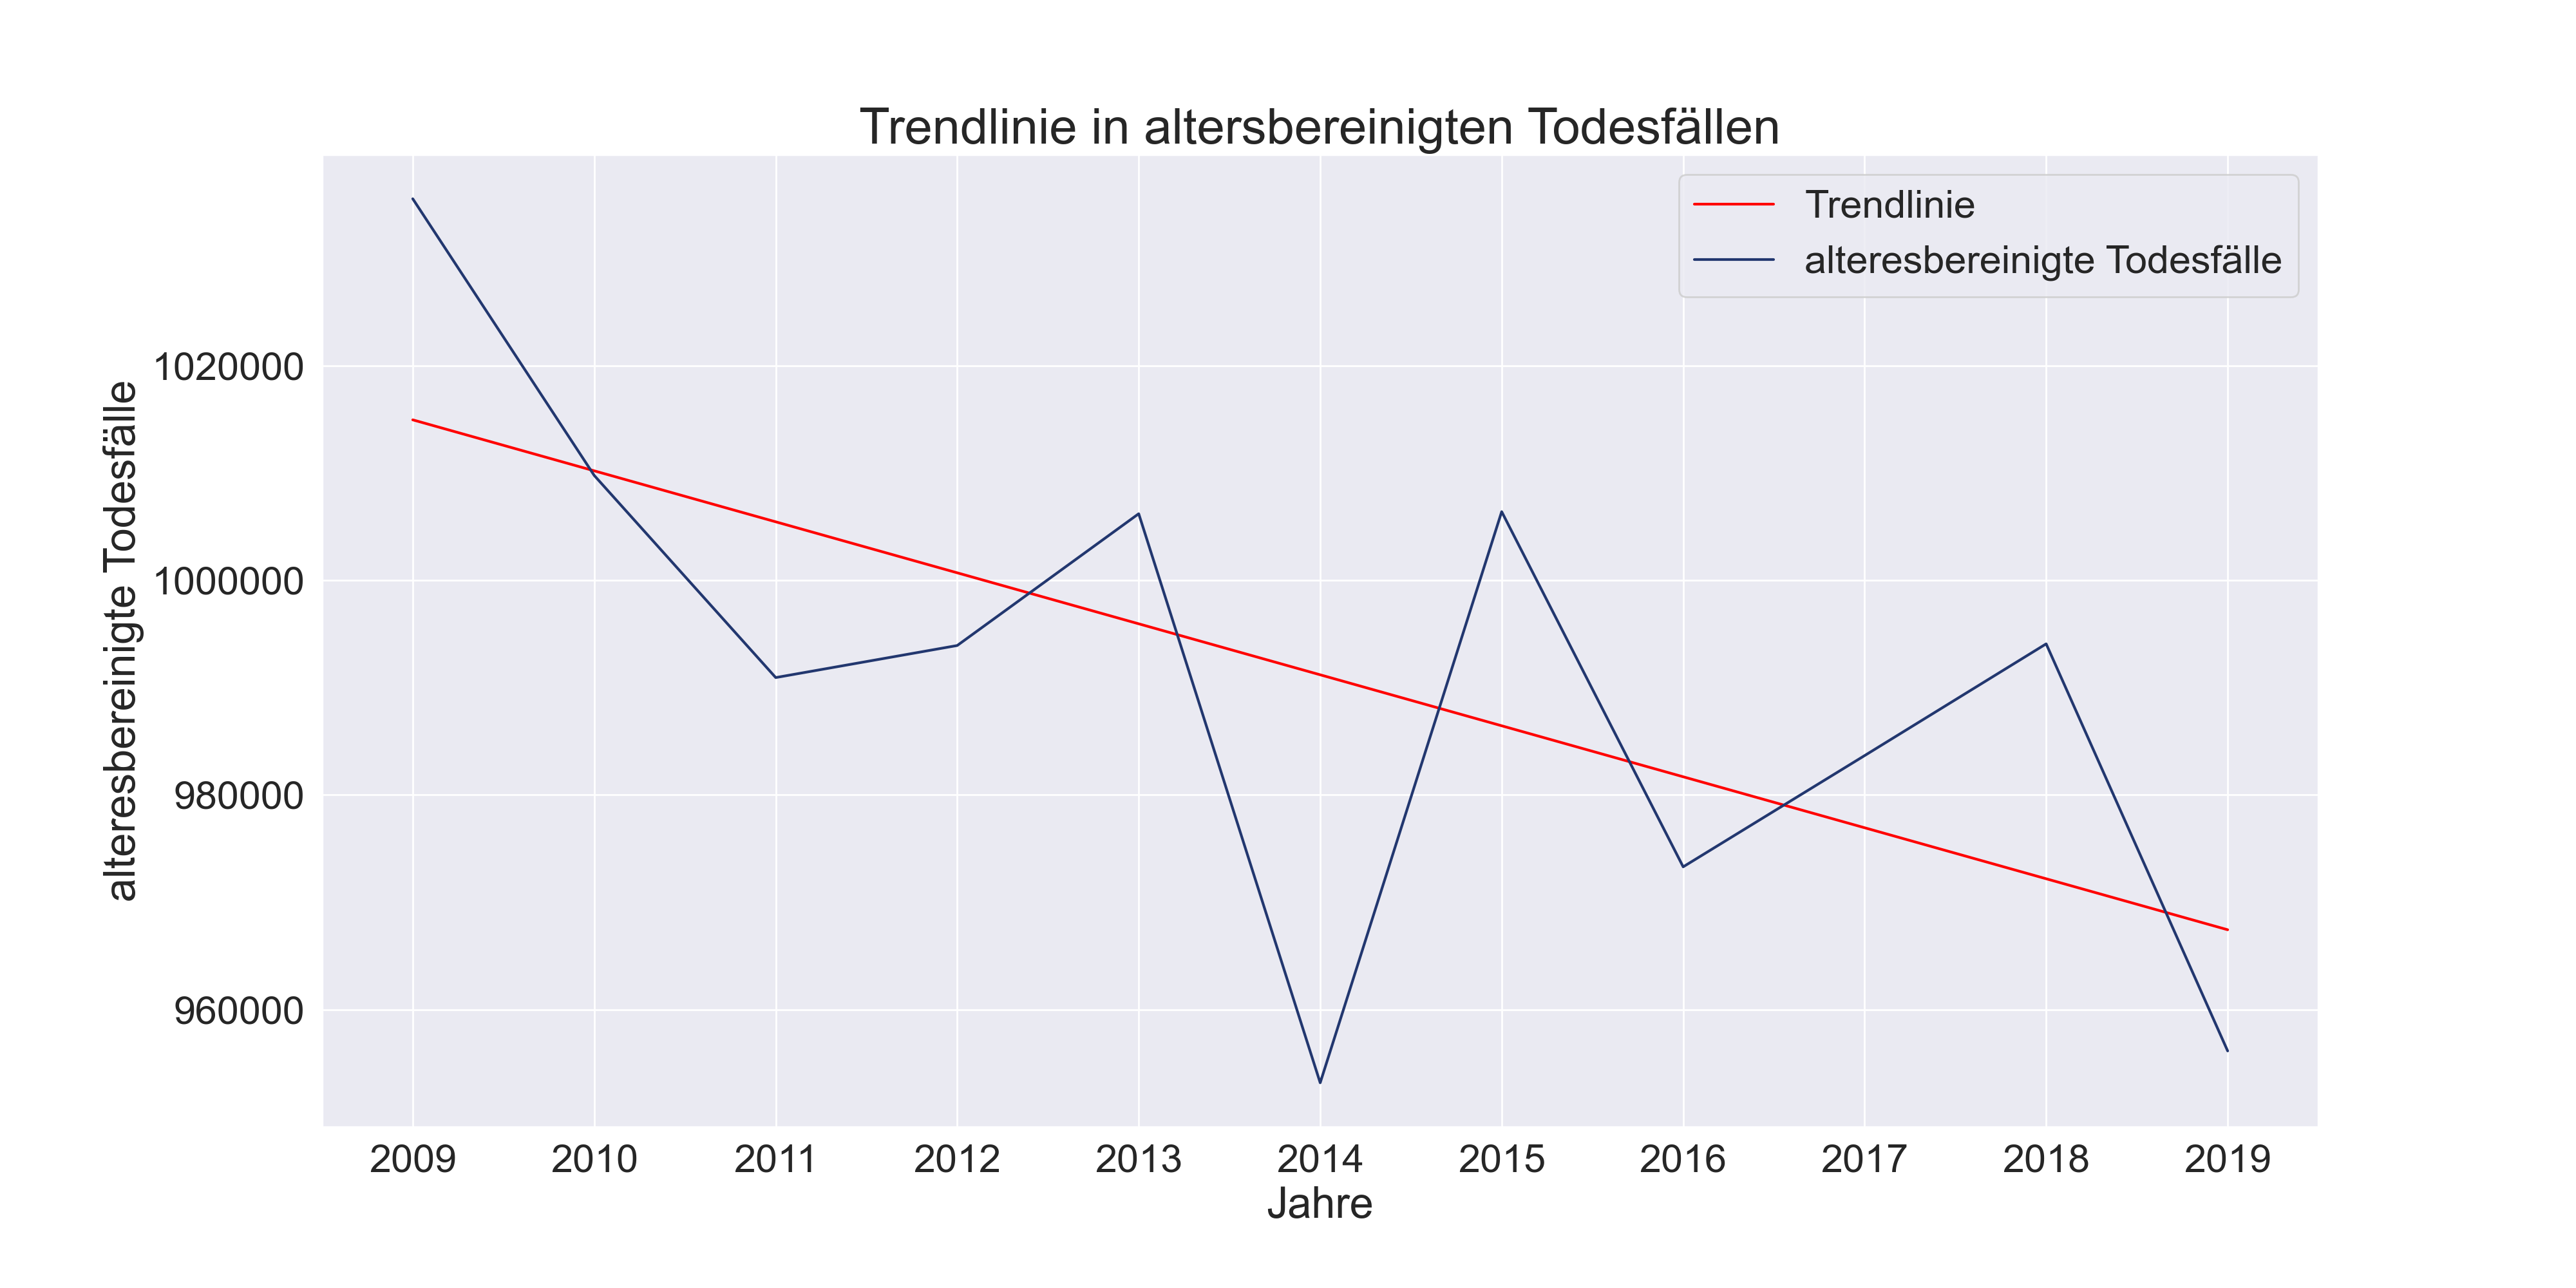 Trendlinie in altersbereinigten Todesfällen
Trendlinie
alteresbereinigte Todesfälle
alteresbereinigte Todesfälle
1020000
1000000
980000
960000
2009 2010 2011 2012 2013 2014 2015 2016 2017 2018 2019
Jahre